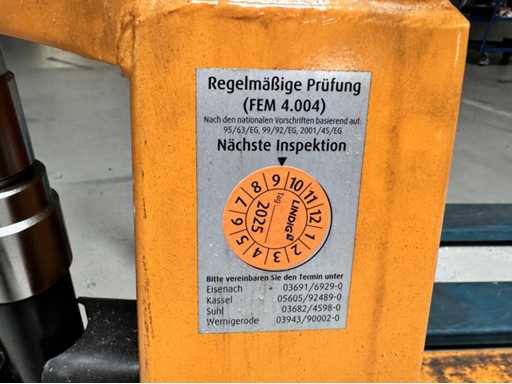 Regelmäßige Prüfung
(FEM 4.004)
Nach den nationalen Vorschriften basierend auf:
95/63/EG, 99/92/EG, 2001/45/EG
Nächste Inspektion
1 2 3 4 5 6 7 8 9 10 11 12
Tag
2025
LINDIG
Bitte vereinbaren Sie den Termin unter
Eisenach 03691/6929-0
Kassel 05605/92489-0
Suhl 03682/4598-0
Wernigerode 03943/90002-0